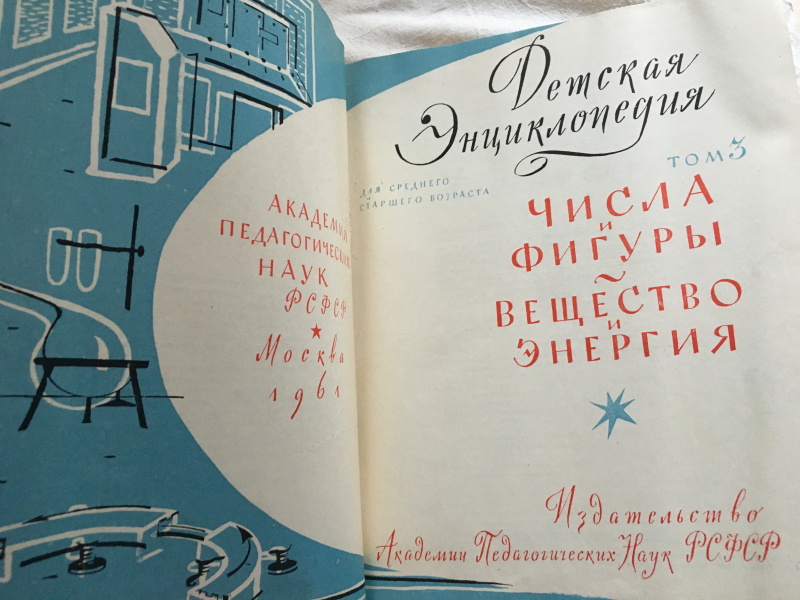 АКАДЕМИЯ
ПЕДАГОГИЧЕСКИХ
НАУК
РСФСР
Москва
1961
Детская
Энциклопедия
ДЛЯ СРЕДНЕГО
И
СТАРШЕГО ВОЗРАСТА
ТОМ 3
ЧИСЛА
И
ФИГУРЫ
ВЕЩЕСТВО
И
ЭНЕРГИЯ
Издательство
Академии Педагогических Наук РСФСР